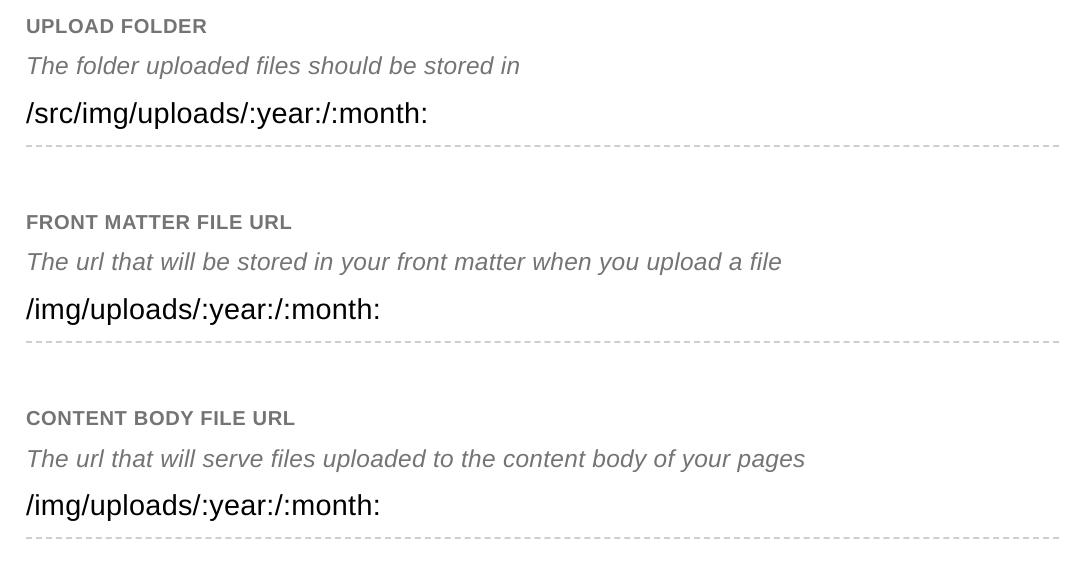 UPLOAD FOLDER
The folder uploaded files should be stored in
/src/img/uploads/:year:/:month:
FRONT MATTER FILE URL
The url that will be stored in your front matter when you upload a file
/img/uploads/:year:/:month:
CONTENT BODY FILE URL
The url that will serve files uploaded to the content body of your pages
/img/uploads/:year:/:month: